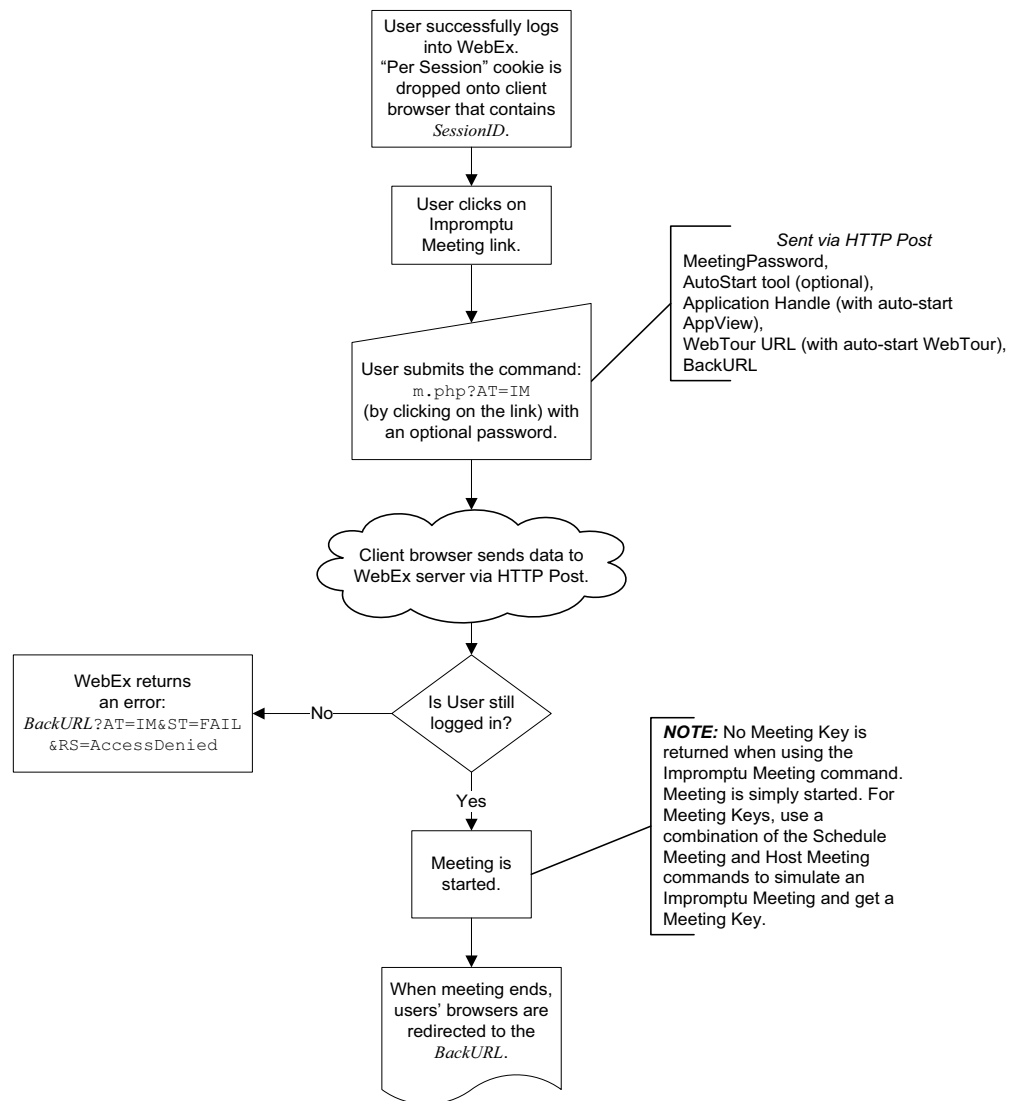 User successfully logs
into WebEx.
“Per Session” cookie is
dropped onto client
browser that contains
SessionID.
User clicks on
Impromptu
Meeting link.
Sent via HTTP Post
MeetingPassword,
AutoStart tool (optional),
Application Handle (with auto-start
AppView),
WebTour URL (with auto-start WebTour),
BackURL
User submits the command:
m.php?AT=IM
(by clicking on the link) with
an optional password.
Client browser sends data to
WebEx server via HTTP Post.
Is User still
logged in?
No
WebEx returns
an error:
BackURL?AT=IM&ST=FAIL
&RS=AccessDenied
Yes
Meeting is
started.
NOTE: No Meeting Key is
returned when using the
Impromptu Meeting command.
Meeting is simply started. For
Meeting Keys, use a
combination of the Schedule
Meeting and Host Meeting
commands to simulate an
Impromptu Meeting and get a
Meeting Key.
When meeting ends,
users’ browsers are
redirected to the
BackURL.